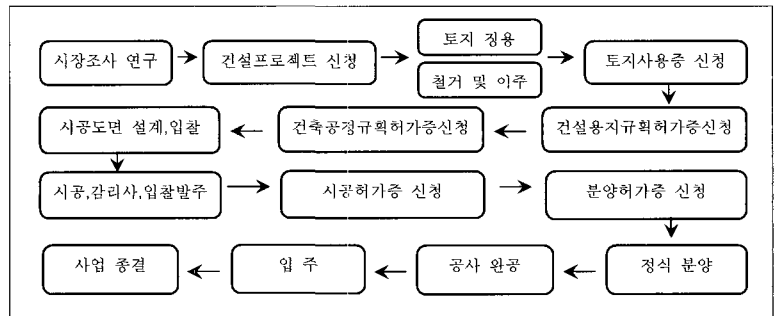 시장조사 연구
건설프로젝트 신청
토지 징용
철거 및 이주
토지사용증 신청
건설용지규획허가증신청
건축공정규획허가증신청
시공도면 설계,입찰
시공,감리사,입찰발주
시공허가증 신청
분양허가증 신청
정식 분양
공사 완공
입 주
사업 종결